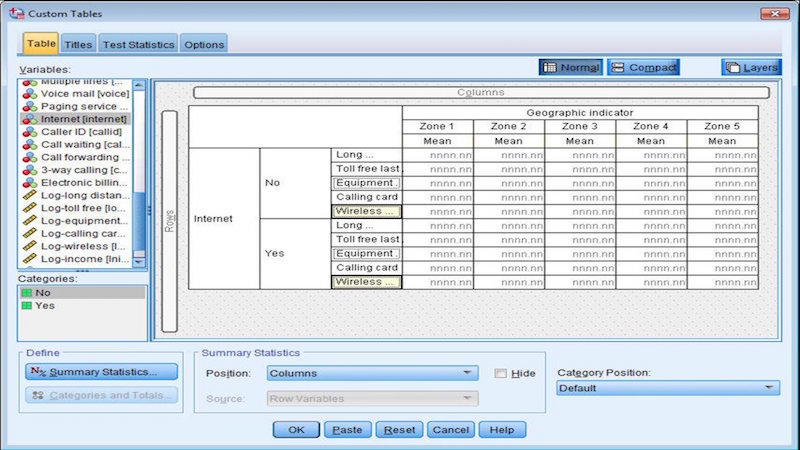 Custom Tables
Table Titles Test Statistics Options
Variables:
Normal Compact Layers
Multiple lines [...
Voice mail [voice]
Paging service ...
Internet [internet]
Caller ID [callid]
Call waiting [cal...
Call forwarding ...
3-way calling [c...
Electronic billin...
Log-long distan...
Log-toll free [lo...
Log-equipment...
Log-calling car...
Log-wireless [l...
Log-income [lni...
Categories:
No
Yes
Columns
Rows
Geographic indicator
Zone 1 Zone 2 Zone 3 Zone 4 Zone 5
Mean Mean Mean Mean Mean
Internet
No
Long ... nnnn.nn nnnn.nn nnnn.nn nnnn.nn nnnn.nn
Toll free last nnnn.nn nnnn.nn nnnn.nn nnnn.nn nnnn.nn
Equipment . nnnn.nn nnnn.nn nnnn.nn nnnn.nn nnnn.nn
Calling card nnnn.nn nnnn.nn nnnn.nn nnnn.nn nnnn.nn
Wireless ... nnnn.nn nnnn.nn nnnn.nn nnnn.nn nnnn.nn
Yes
Long ... nnnn.nn nnnn.nn nnnn.nn nnnn.nn nnnn.nn
Toll free last nnnn.nn nnnn.nn nnnn.nn nnnn.nn nnnn.nn
Equipment . nnnn.nn nnnn.nn nnnn.nn nnnn.nn nnnn.nn
Calling card nnnn.nn nnnn.nn nnnn.nn nnnn.nn nnnn.nn
Wireless ... nnnn.nn nnnn.nn nnnn.nn nnnn.nn nnnn.nn
Define
N% Summary Statistics...
Categories and Totals...
Summary Statistics
Position: Columns Hide
Source: Row Variables
Category Position:
Default
OK Paste Reset Cancel Help